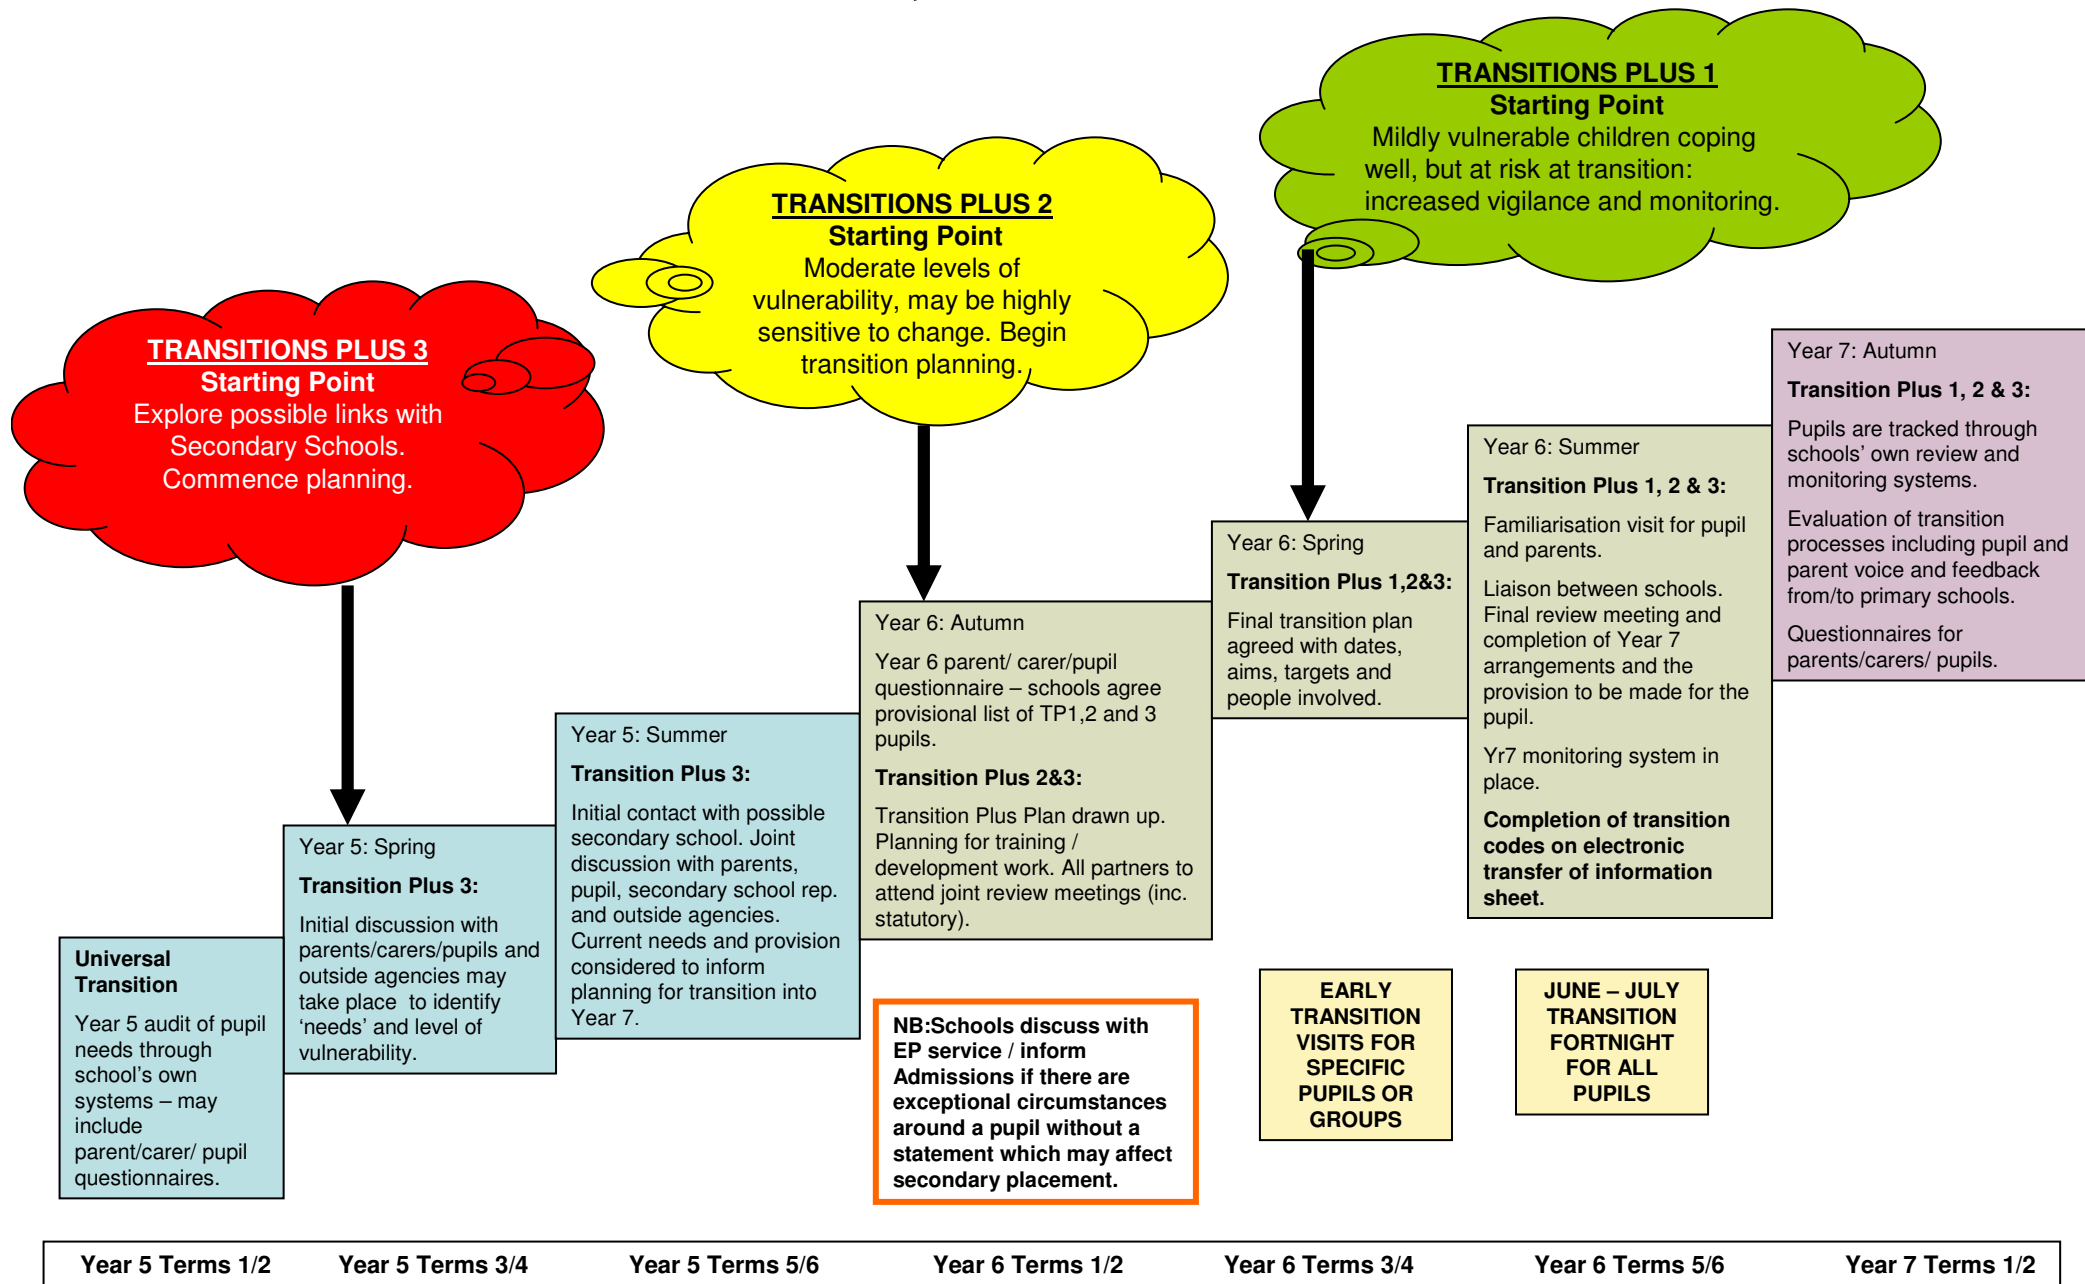 TRANSITIONS PLUS 1
Starting Point
Mildly vulnerable children coping
well, but at risk at transition:
increased vigilance and monitoring.
TRANSITIONS PLUS 2
Starting Point
Moderate levels of
vulnerability, may be highly
sensitive to change. Begin
transition planning.
TRANSITIONS PLUS 3
Starting Point
Explore possible links with
Secondary Schools.
Commence planning.
Universal
Transition
Year 5 audit of pupil
needs through
school’s own
systems – may
include
parent/carer/ pupil
questionnaires.
Year 5: Spring
Transition Plus 3:
Initial discussion with
parents/carers/pupils and
outside agencies may
take place  to identify
‘needs’ and level of
vulnerability.
Year 5: Summer
Transition Plus 3:
Initial contact with possible
secondary school. Joint
discussion with parents,
pupil, secondary school rep.
and outside agencies.
Current needs and provision
considered to inform
planning for transition into
Year 7.
Year 6: Autumn
Year 6 parent/ carer/pupil
questionnaire – schools agree
provisional list of TP1,2 and 3
pupils.
Transition Plus 2&3:
Transition Plus Plan drawn up.
Planning for training /
development work. All partners to
attend joint review meetings (inc.
statutory).
Year 6: Spring
Transition Plus 1,2&3:
Final transition plan
agreed with dates,
aims, targets and
people involved.
Year 6: Summer
Transition Plus 1, 2 & 3:
Familiarisation visit for pupil
and parents.
Liaison between schools.
Final review meeting and
completion of Year 7
arrangements and the
provision to be made for the
pupil.
Yr7 monitoring system in
place.
Completion of transition
codes on electronic
transfer of information
sheet.
Year 7: Autumn
Transition Plus 1, 2 & 3:
Pupils are tracked through
schools’ own review and
monitoring systems.
Evaluation of transition
processes including pupil and
parent voice and feedback
from/to primary schools.
Questionnaires for
parents/carers/ pupils.
NB:Schools discuss with
EP service / inform
Admissions if there are
exceptional circumstances
around a pupil without a
statement which may affect
secondary placement.
EARLY
TRANSITION
VISITS FOR
SPECIFIC
PUPILS OR
GROUPS
JUNE – JULY
TRANSITION
FORTNIGHT
FOR ALL
PUPILS
Year 5 Terms 1/2 Year 5 Terms 3/4 Year 5 Terms 5/6 Year 6 Terms 1/2 Year 6 Terms 3/4 Year 6 Terms 5/6 Year 7 Terms 1/2